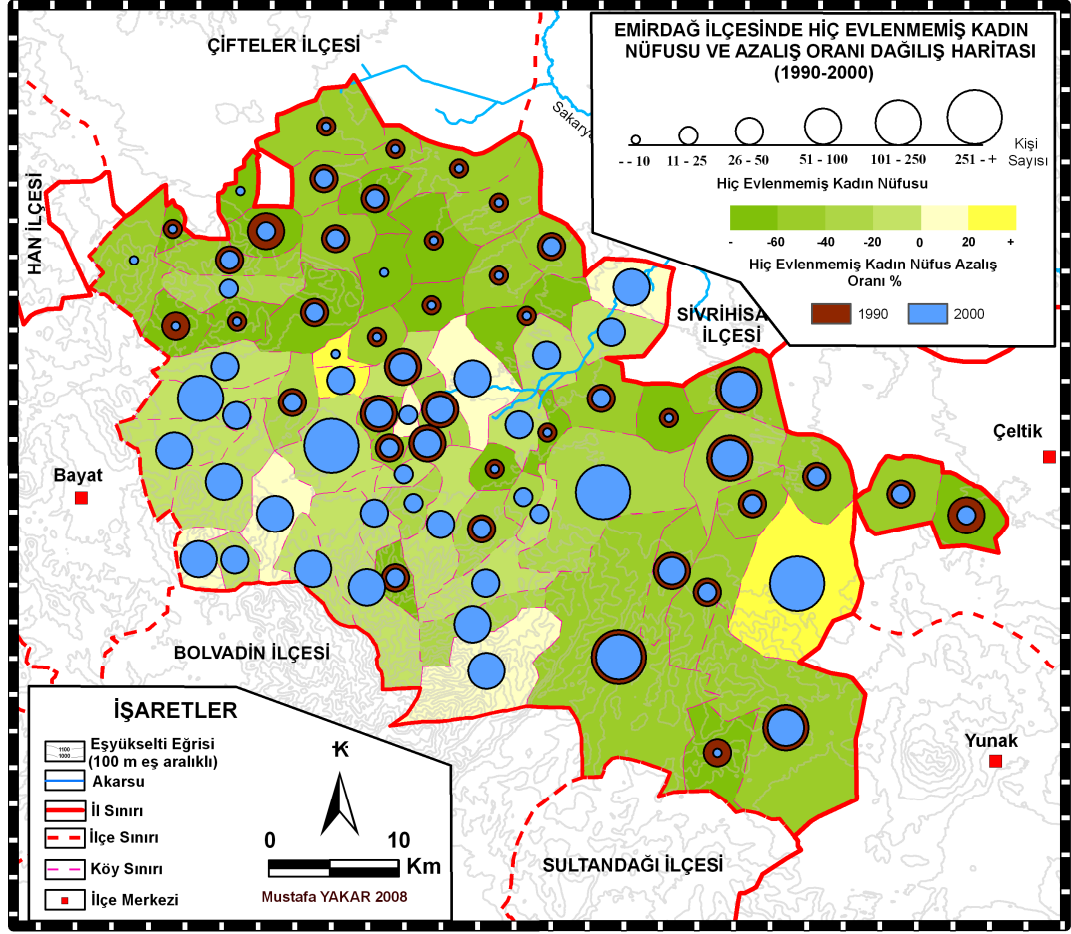 EMİRDAĞ İLÇESİNDE HİÇ EVLENMEMİŞ KADIN
NÜFUSU VE AZALIŞ ORANI DAĞILIŞ HARİTASI
(1990-2000)
- - 10 11 - 25 26 - 50 51 - 100 101 - 250 251 - +
Kişi
Sayısı
Hiç Evlenmemiş Kadın Nüfusu
- -60 -40 -20 0 20 +
Hiç Evlenmemiş Kadın Nüfus Azalış
Oranı %
1990 2000
ÇİFTELER İLÇESİ
Sakarya
HAN İLÇESİ
SİVRİHİSA
İLÇESİ
Çeltik
Bayat
BOLVADİN İLÇESİ
Yunak
SULTANDAĞI İLÇESİ
İŞARETLER
1100
1000
Eşyükselti Eğrisi
(100 m eş aralıklı)
Akarsu
İl Sınırı
İlçe Sınırı
Köy Sınırı
İlçe Merkezi
K
0 10
Km
Mustafa YAKAR 2008